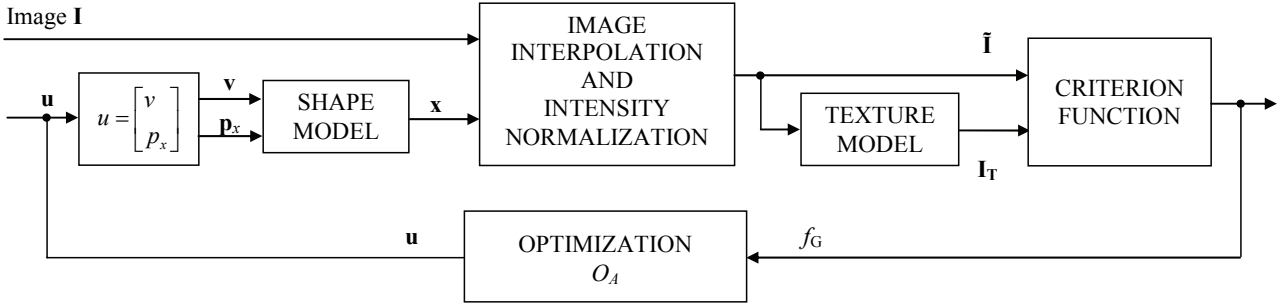 Image I
IMAGE
INTERPOLATION
AND
INTENSITY
NORMALIZATION
u
u = [v
p_x]
v
p_x
SHAPE
MODEL
x
Ĩ
TEXTURE
MODEL
I_T
CRITERION
FUNCTION
u
OPTIMIZATION
O_A
f_G